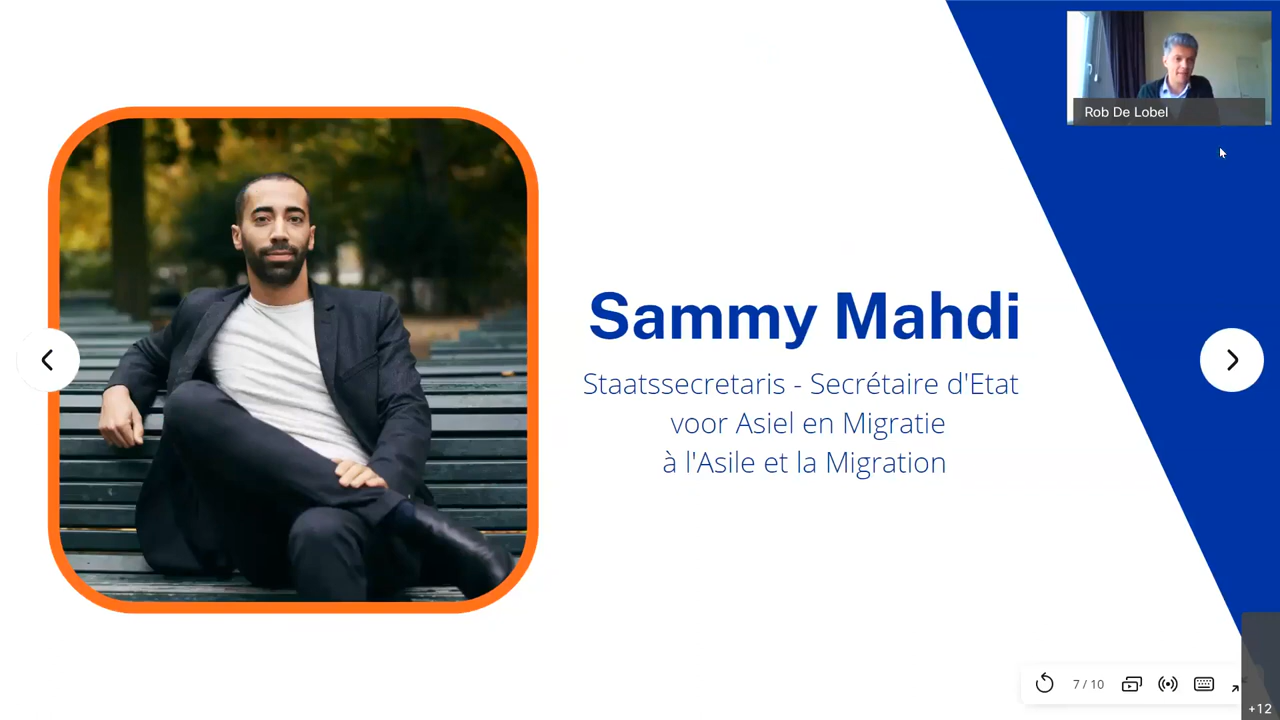 Rob De Lobel
Sammy Mahdi
Staatssecretaris - Secrétaire d'Etat
voor Asiel en Migratie
à l'Asile et la Migration
7 / 10
+12